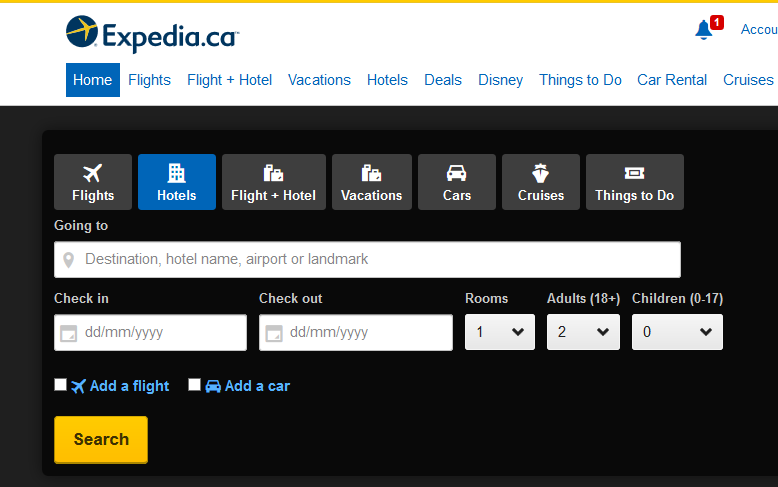 Expedia.ca
1
Accou
Home Flights Flight + Hotel Vacations Hotels Deals Disney Things to Do Car Rental Cruises
Flights Hotels Flight + Hotel Vacations Cars Cruises Things to Do
Going to
Destination, hotel name, airport or landmark
Check in Check out Rooms Adults (18+) Children (0-17)
dd/mm/yyyy dd/mm/yyyy 1 2 0
Add a flight Add a car
Search